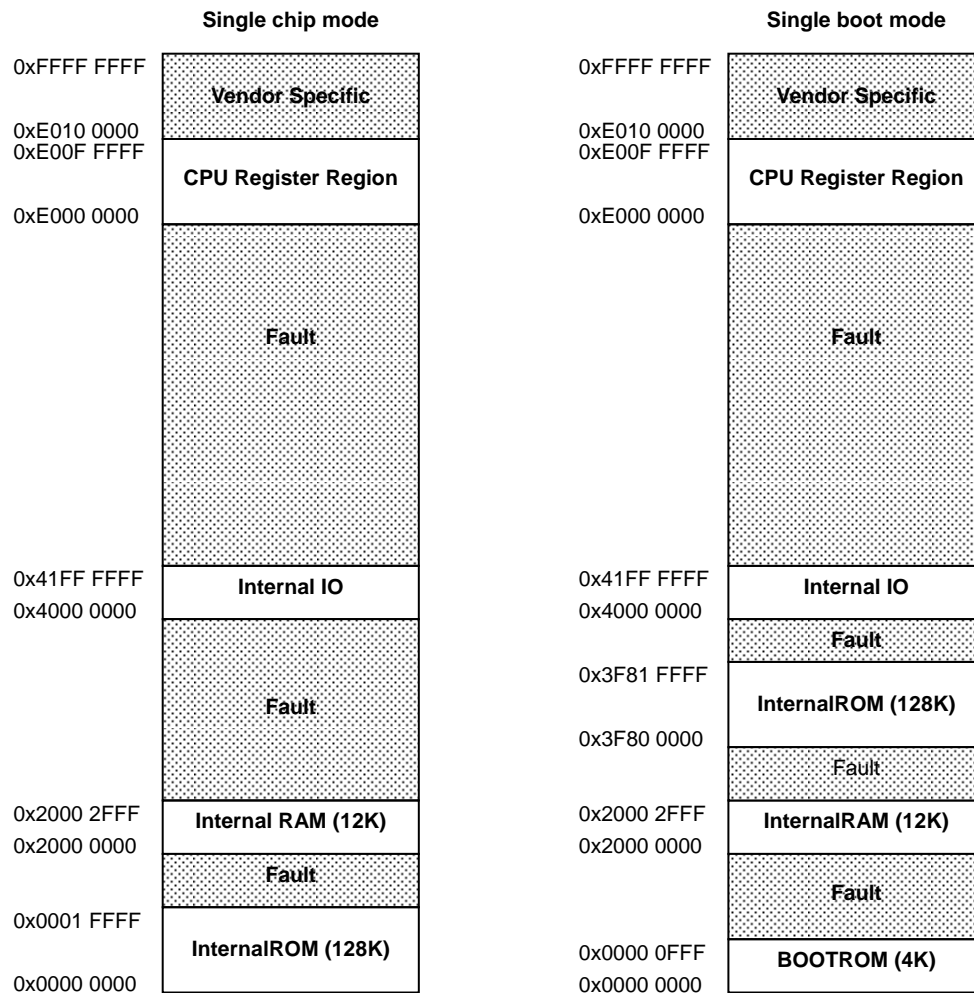 Single chip mode
0xFFFF FFFF
Vendor Specific
0xE010 0000
0xE00F FFFF
CPU Register Region
0xE000 0000
Fault
0x41FF FFFF
Internal IO
0x4000 0000
Fault
0x2000 2FFF
Internal RAM (12K)
0x2000 0000
Fault
0x0001 FFFF
InternalROM (128K)
0x0000 0000
Single boot mode
0xFFFF FFFF
Vendor Specific
0xE010 0000
0xE00F FFFF
CPU Register Region
0xE000 0000
Fault
0x41FF FFFF
Internal IO
0x4000 0000
Fault
0x3F81 FFFF
InternalROM (128K)
0x3F80 0000
Fault
0x2000 2FFF
InternalRAM (12K)
0x2000 0000
Fault
0x0000 0FFF
BOOTROM (4K)
0x0000 0000